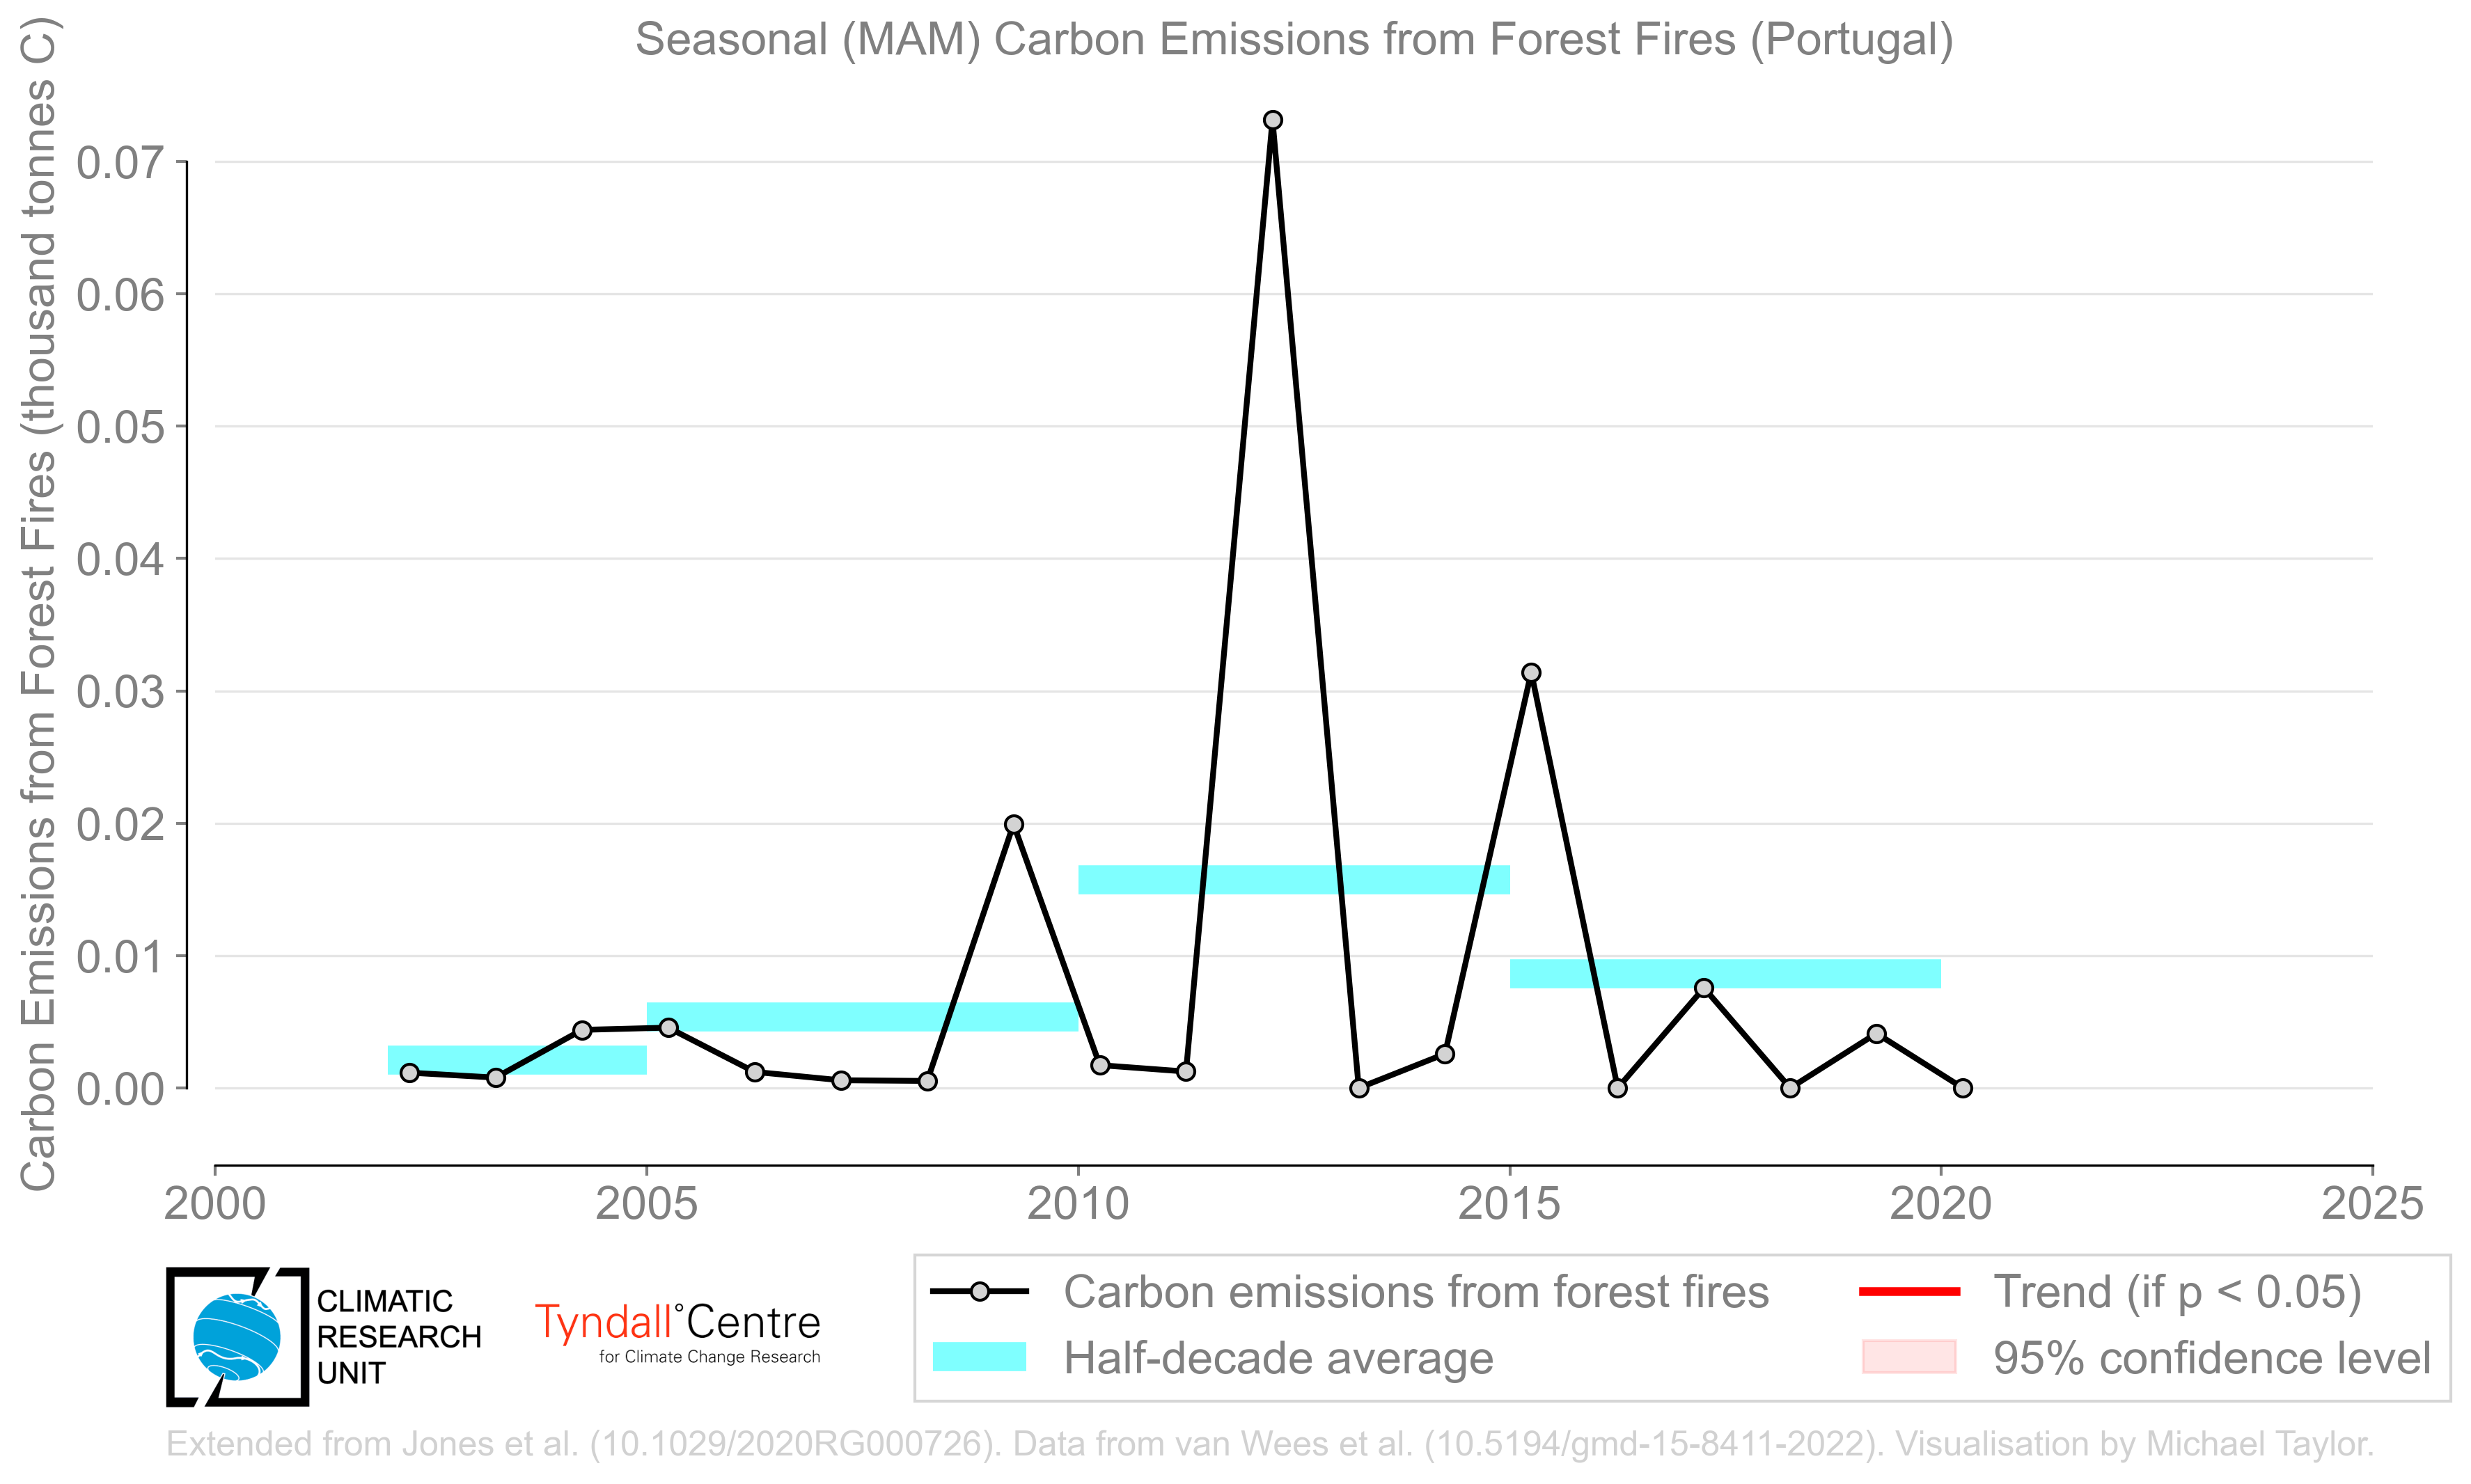 Seasonal (MAM) Carbon Emissions from Forest Fires (Portugal)
Carbon Emissions from Forest Fires (thousand tonnes C)
0.07
0.06
0.05
0.04
0.03
0.02
0.01
0.00
2000 2005 2010 2015 2020 2025
CLIMATIC
RESEARCH
UNIT
Tyndall°Centre
for Climate Change Research
Carbon emissions from forest fires
Half-decade average
Trend (if p < 0.05)
95% confidence level
Extended from Jones et al. (10.1029/2020RG000726). Data from van Wees et al. (10.5194/gmd-15-8411-2022). Visualisation by Michael Taylor.